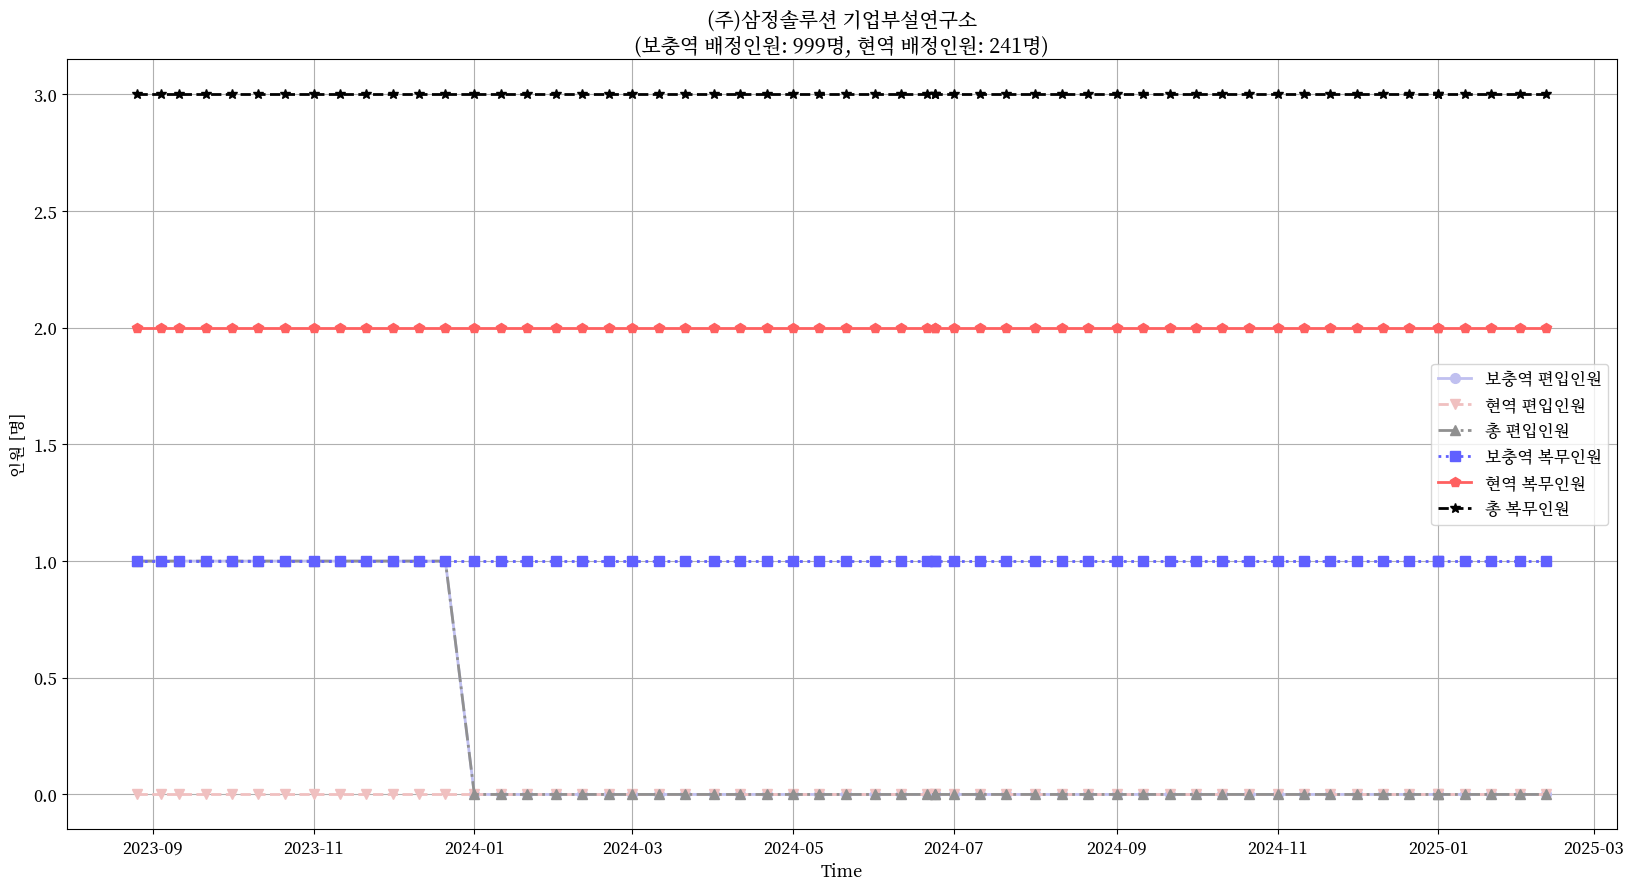 (주)삼정솔루션 기업부설연구소
(보충역 배정인원: 999명, 현역 배정인원: 241명)
3.0
2.5
2.0
1.5
1.0
0.5
0.0
인원 [명]
보충역 편입인원
현역 편입인원
총 편입인원
보충역 복무인원
현역 복무인원
총 복무인원
2023-09 2023-11 2024-01 2024-03 2024-05 2024-07 2024-09 2024-11 2025-01 2025-03
Time